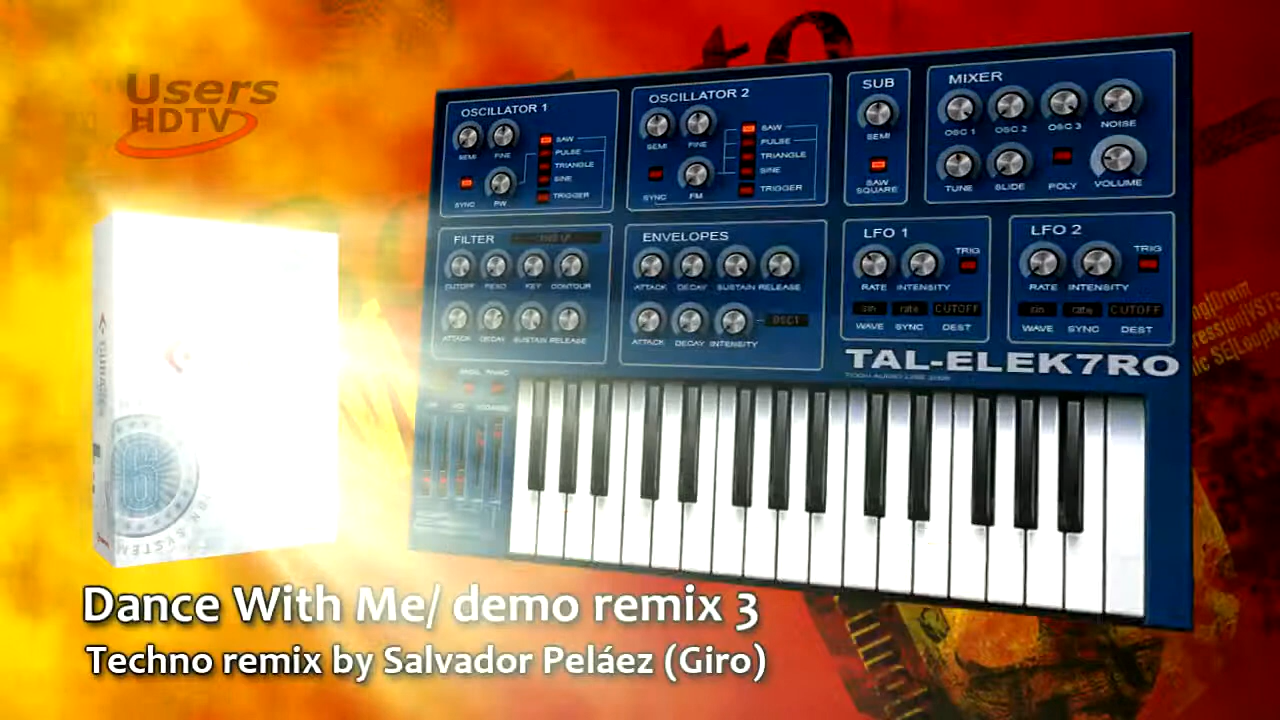 Users
HDTV
OSCILLATOR 1
SEMI FINE
SAW
PULSE
TRIANGLE
SINE
TRIGGER
SYNC PW
OSCILLATOR 2
SEMI FINE
SAW
PULSE
TRIANGLE
SINE
TRIGGER
SYNC FM
SUB
SEMI
SAW
SQUARE
MIXER
OSC 1 OSC 2 OSC 3 NOISE
TUNE SLIDE POLY VOLUME
FILTER
CUTOFF RESO KEY CONTOUR
ATTACK DECAY SUSTAIN RELEASE
ENVELOPES
ATTACK DECAY SUSTAIN RELEASE
ATTACK DECAY INTENSITY OSC1
LFO 1
TRIG
RATE INTENSITY
sin rate CUTOFF
WAVE SYNC DEST
LFO 2
TRIG
RATE INTENSITY
sin rate CUTOFF
WAVE SYNC DEST
TAL-ELEK7RO
Dance With Me/ demo remix 3
Techno remix by Salvador Peláez (Giro)